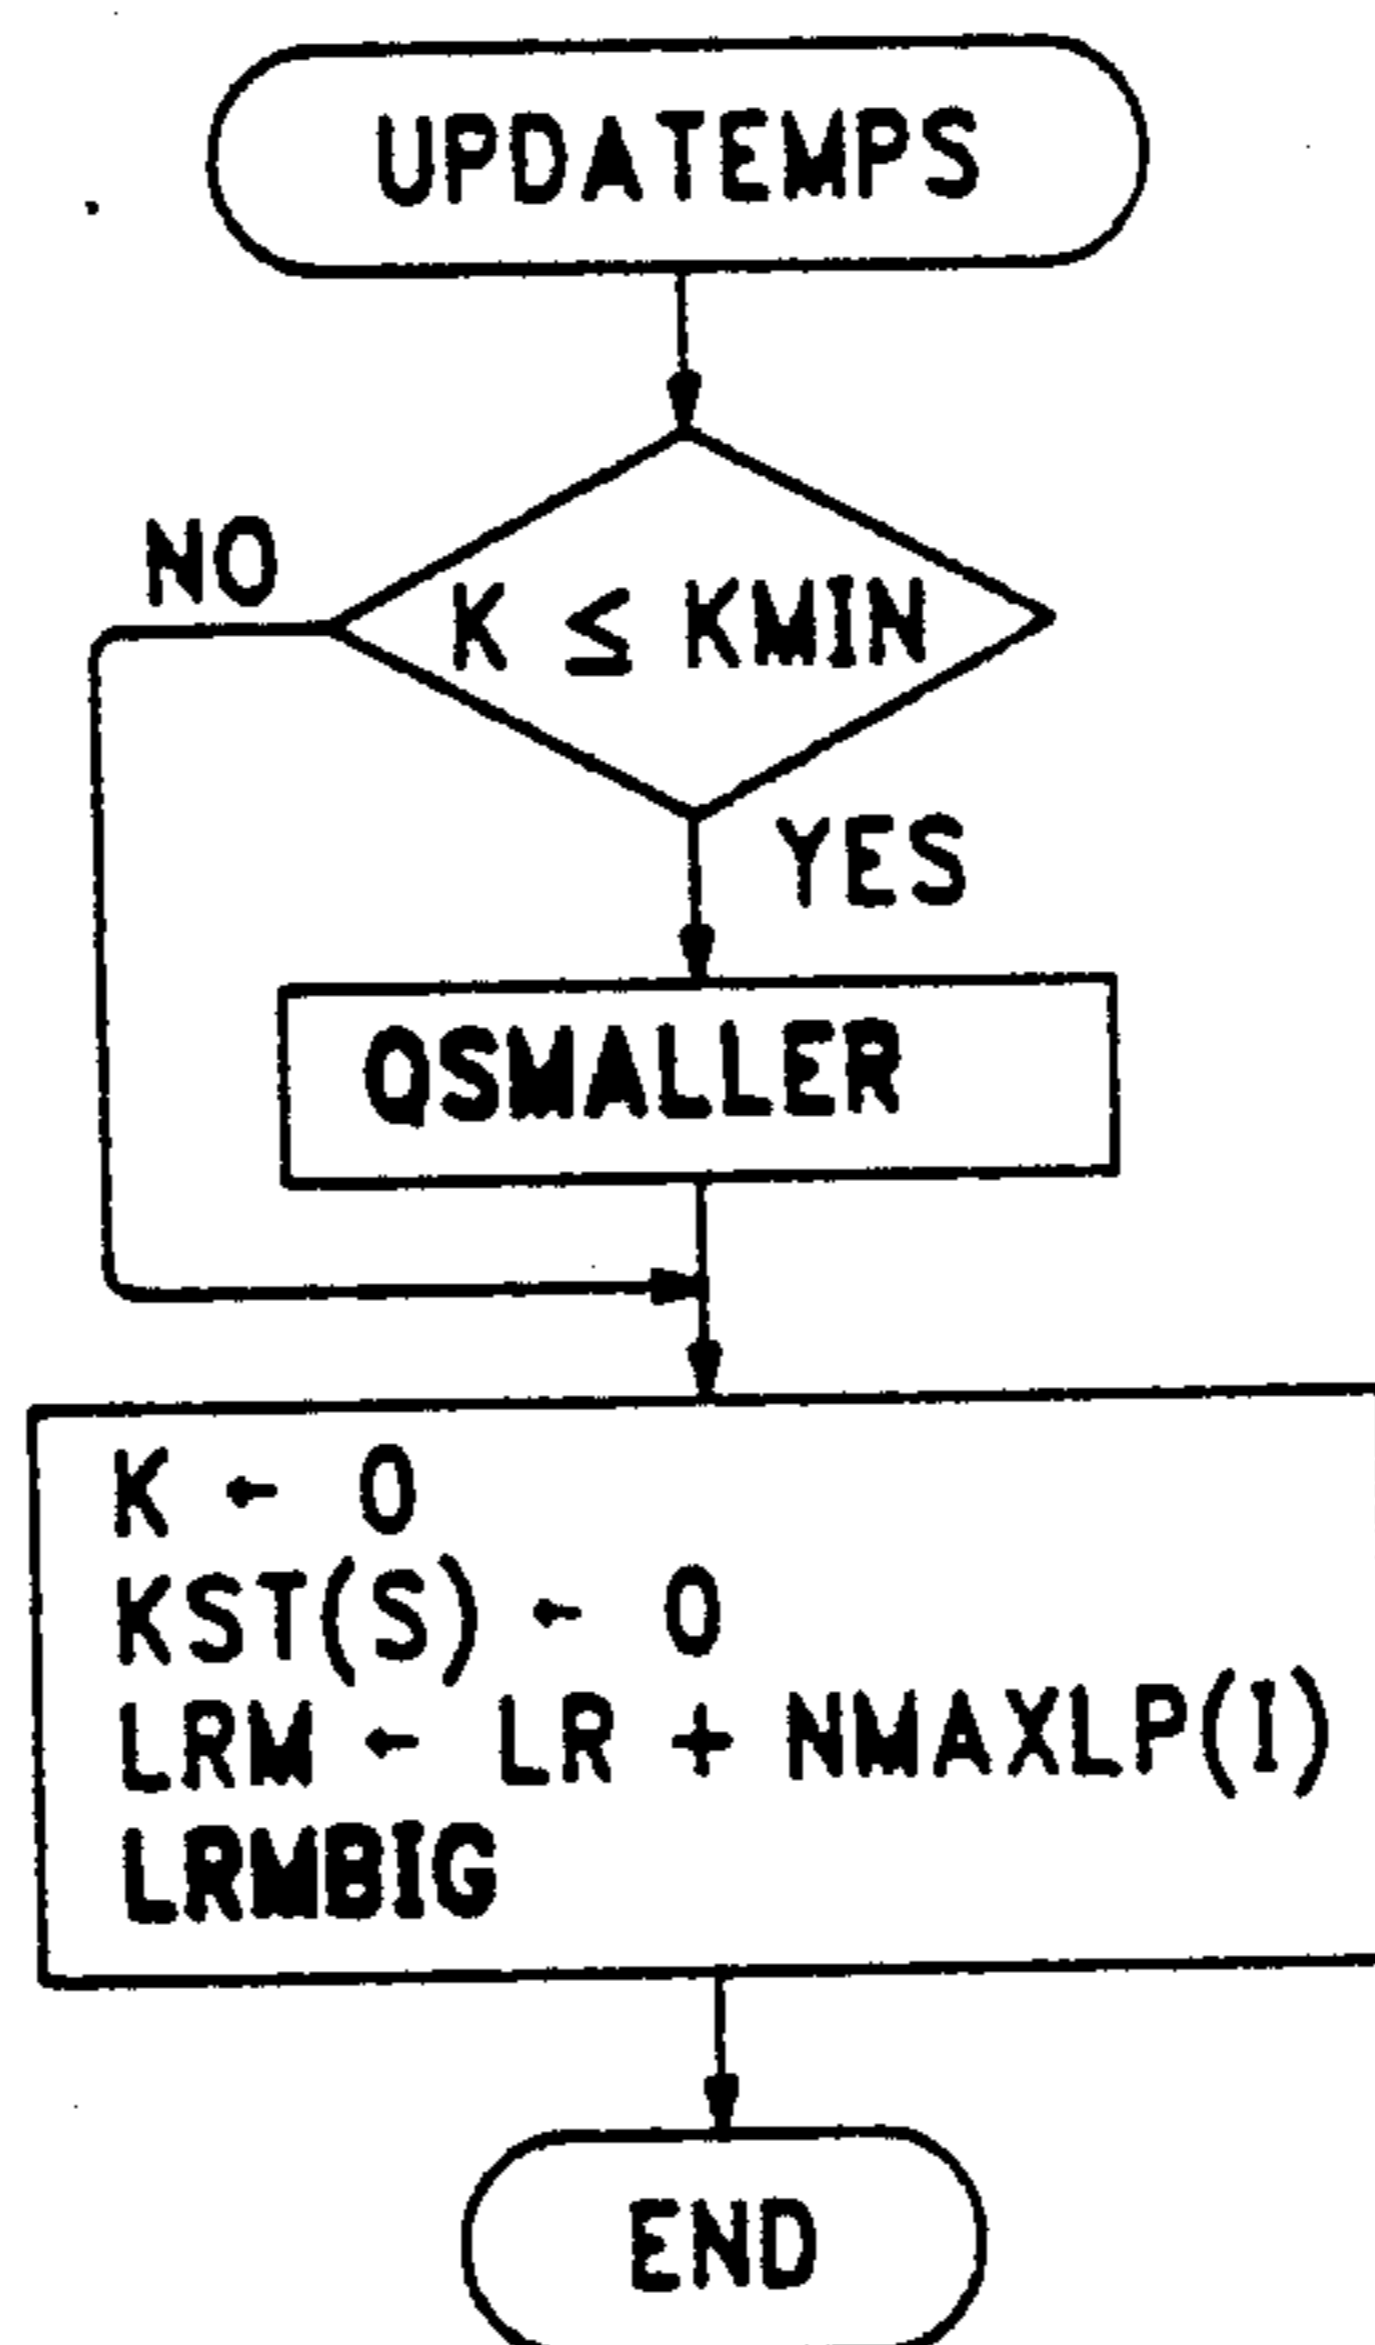 UPDATEMPS
K ≤ KMIN
NO
YES
QSMALLER
K ← 0
KST(S) ← 0
LRM ← LR + NMAXLP(I)
LRMBIG
END